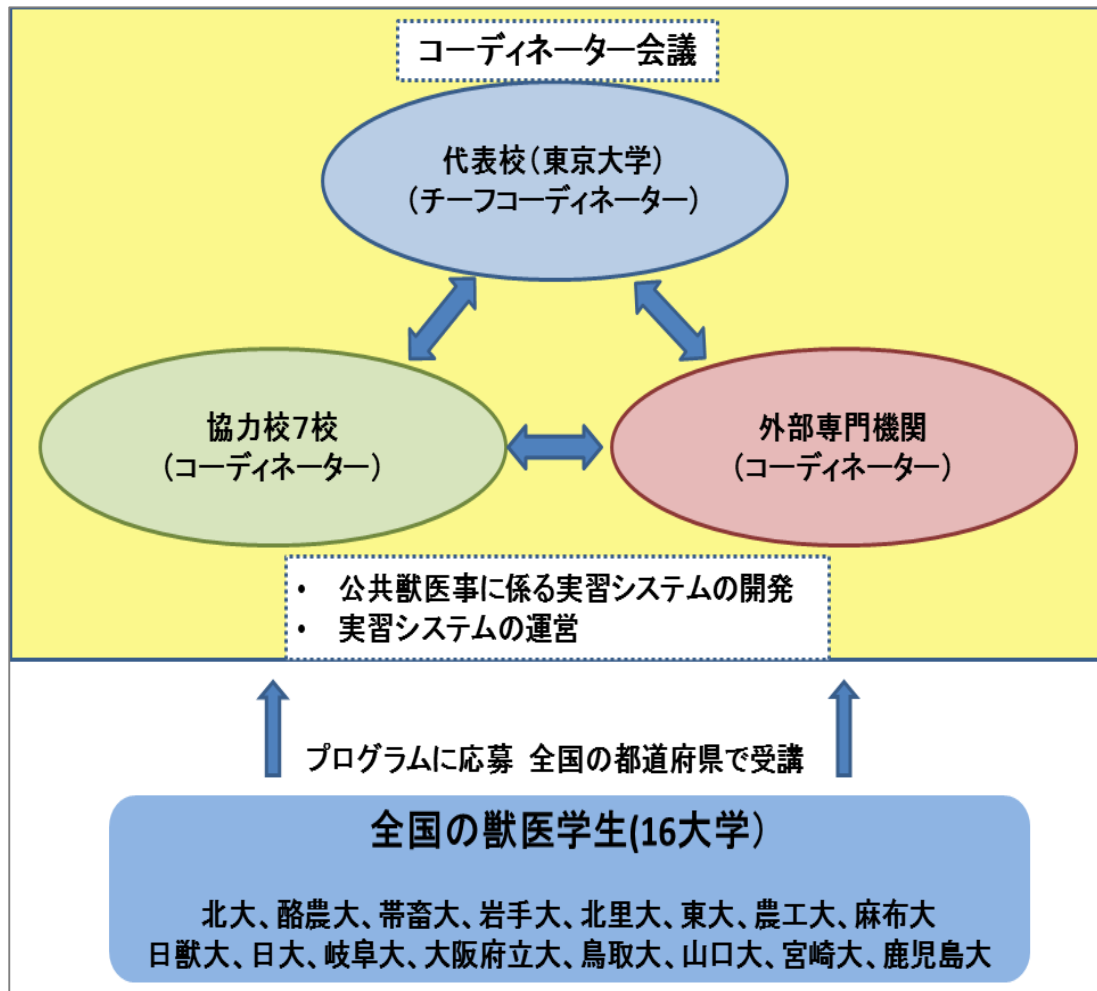 コーディネーター会議
代表校(東京大学)
(チーフコーディネーター)
協力校7校
(コーディネーター)
外部専門機関
(コーディネーター)
• 公共獣医事に係る実習システムの開発
• 実習システムの運営
プログラムに応募 全国の都道府県で受講
全国の獣医学生(16大学)
北大、酪農大、帯畜大、岩手大、北里大、東大、農工大、麻布大
日獣大、日大、岐阜大、大阪府立大、鳥取大、山口大、宮崎大、鹿児島大